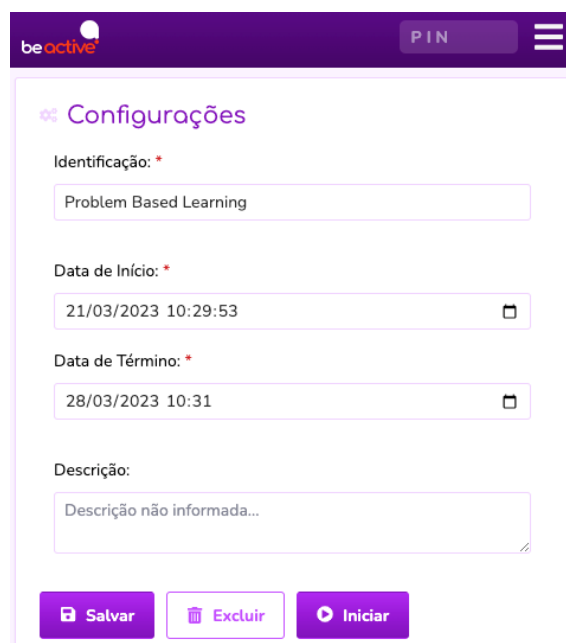 beactive
PIN
Configurações
Identificação: *
Problem Based Learning
Data de Início: *
21/03/2023 10:29:53
Data de Término: *
28/03/2023 10:31
Descrição:
Descrição não informada...
Salvar Excluir Iniciar